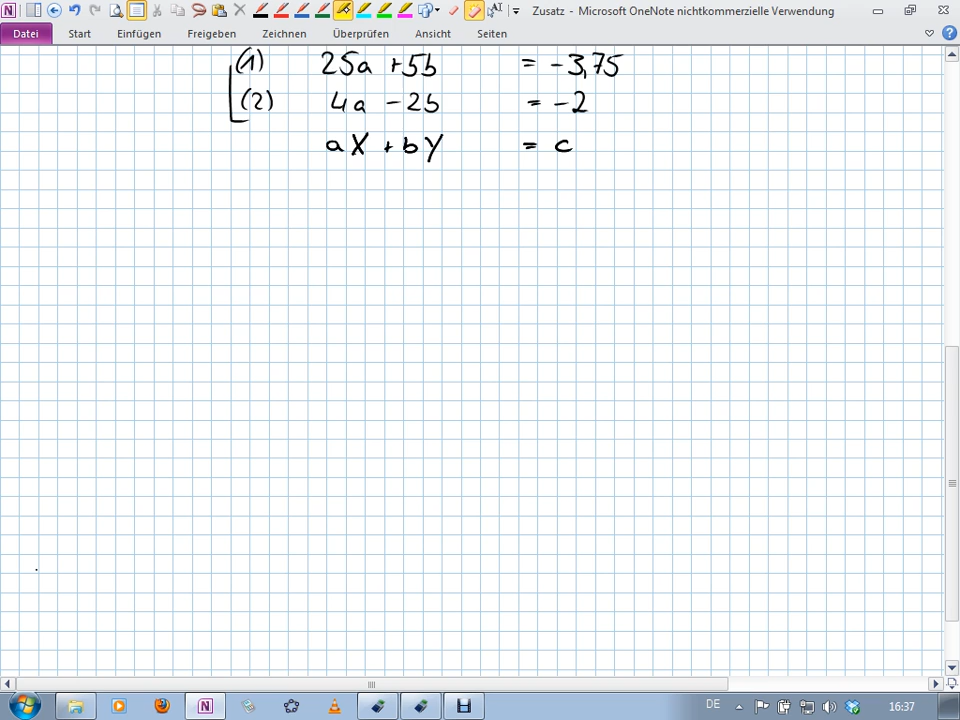 Zusatz - Microsoft OneNote nichtkommerzielle Verwendung
Datei Start Einfügen Freigeben Zeichnen Überprüfen Ansicht Seiten
(1) 25a + 5b = -3,75
(2) 4a - 2b = -2
aX + bY = c
DE 16:37